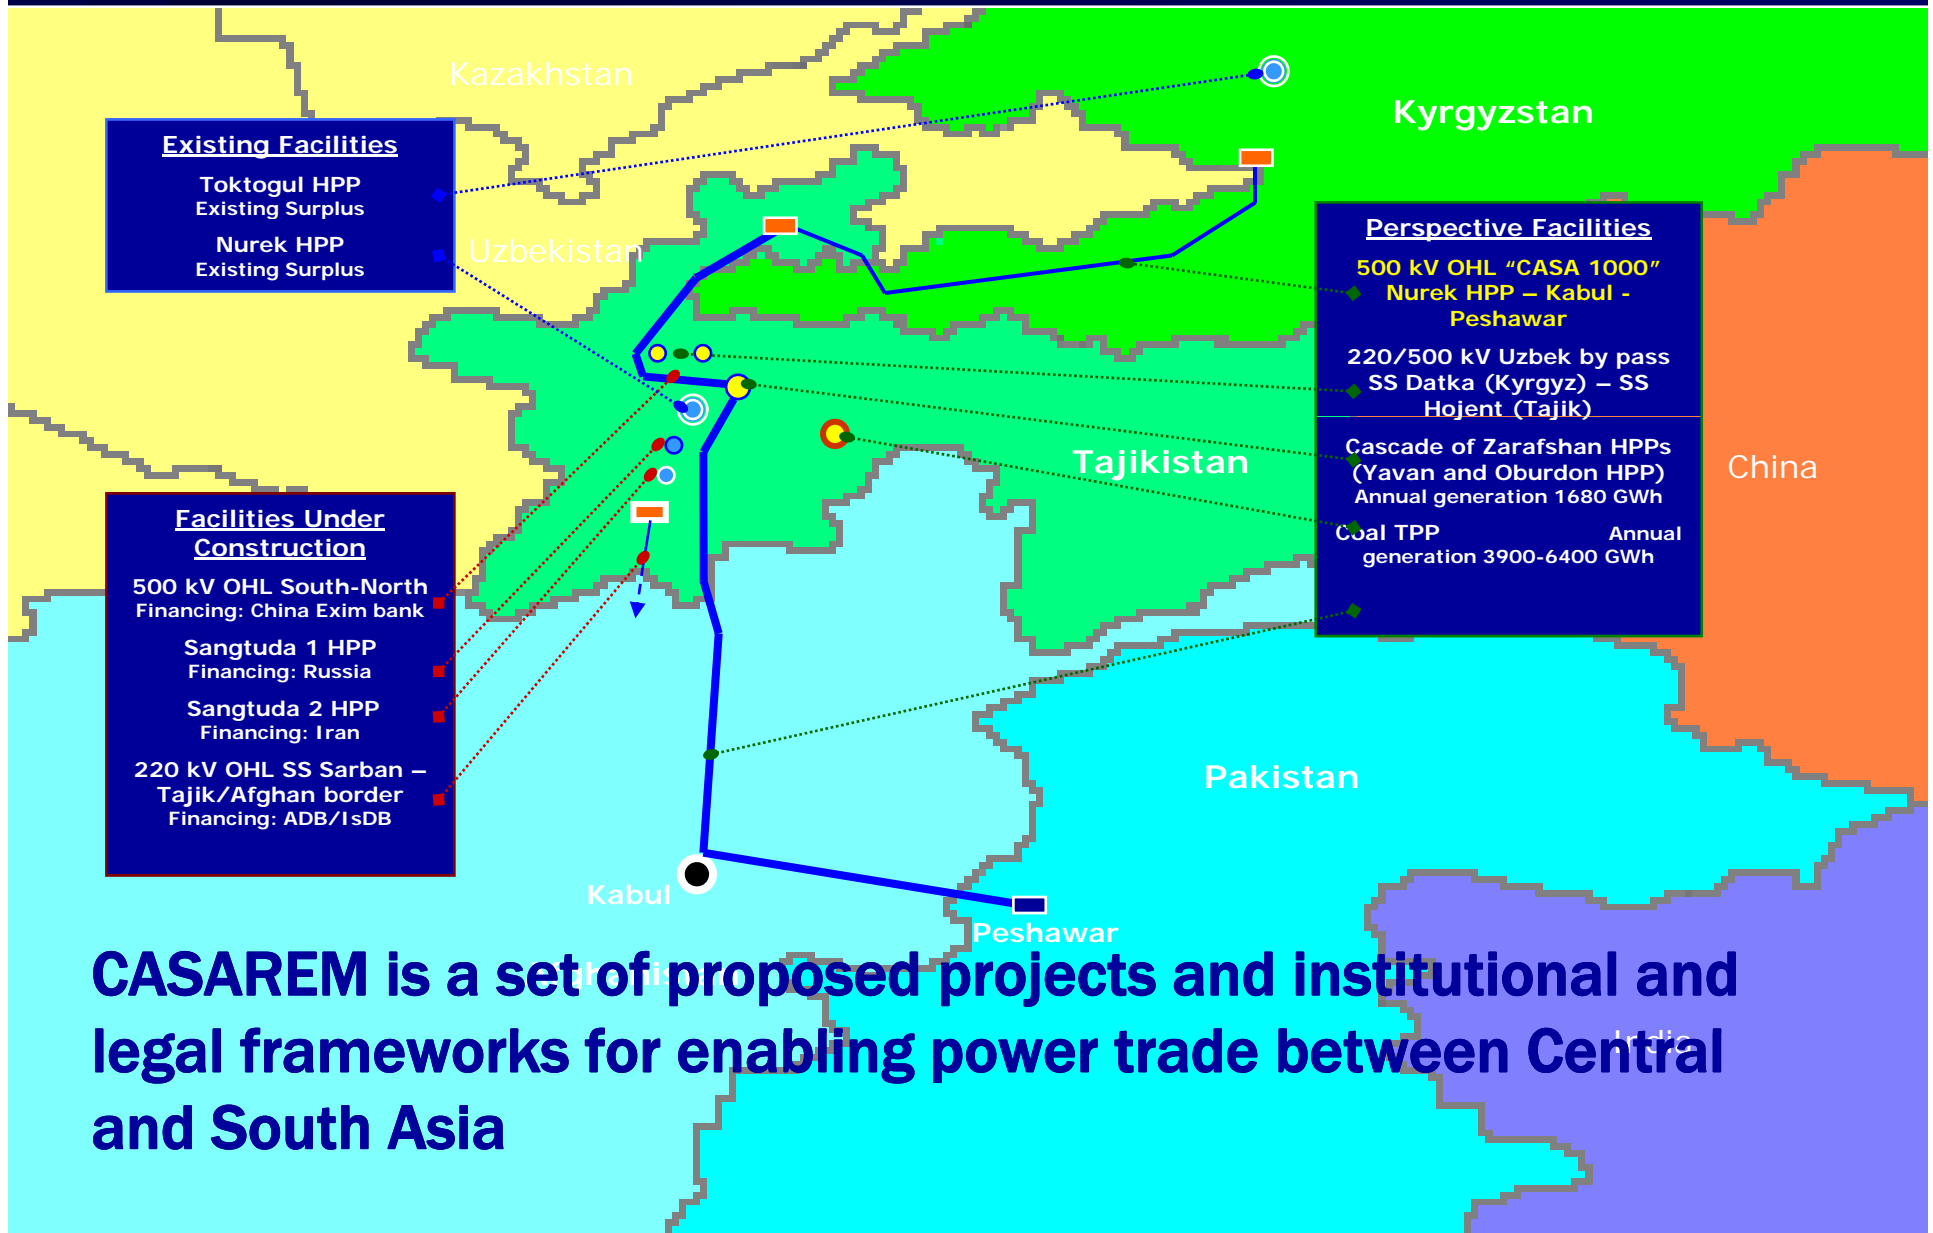 Kazakhstan
Kyrgyzstan
Uzbekistan
Existing Facilities
Toktogul HPP
Existing Surplus
Nurek HPP
Existing Surplus
Perspective Facilities
500 kV OHL “CASA 1000”
Nurek HPP – Kabul -
Peshawar
220/500 kV Uzbek by pass
SS Datka (Kyrgyz) – SS
Hojent (Tajik)
Cascade of Zarafshan HPPs
(Yavan and Oburdon HPP)
Annual generation 1680 GWh
Coal TPP Annual
generation 3900-6400 GWh
Tajikistan
China
Facilities Under
Construction
500 kV OHL South-North
Financing: China Exim bank
Sangtuda 1 HPP
Financing: Russia
Sangtuda 2 HPP
Financing: Iran
220 kV OHL SS Sarban –
Tajik/Afghan border
Financing: ADB/IsDB
Pakistan
Kabul
Peshawar
Afghanistan
India
CASAREM is a set of proposed projects and institutional and
legal frameworks for enabling power trade between Central
and South Asia